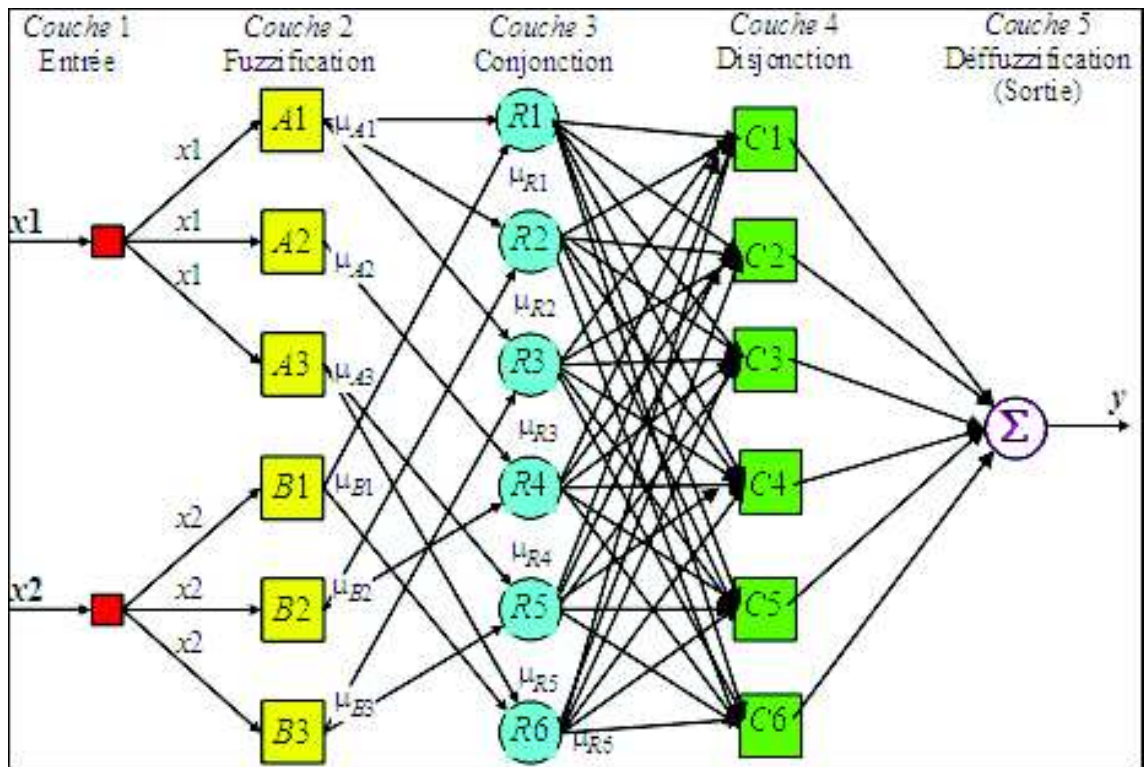 Couche 1
Entrée
Couche 2
Fuzzification
Couche 3
Conjonction
Couche 4
Disjonction
Couche 5
Déffuzzification
(Sortie)
A1
μA1
R1
C1
x1
μR1
x1
x1
A2
μA2
R2
C2
x1
μR2
A3
μA3
R3
C3
μR3
y
Σ
B1
μB1
R4
C4
x2
μR4
x2
x2
B2
μB2
R5
C5
x2
μR5
B3
μB3
R6
μR6
C6